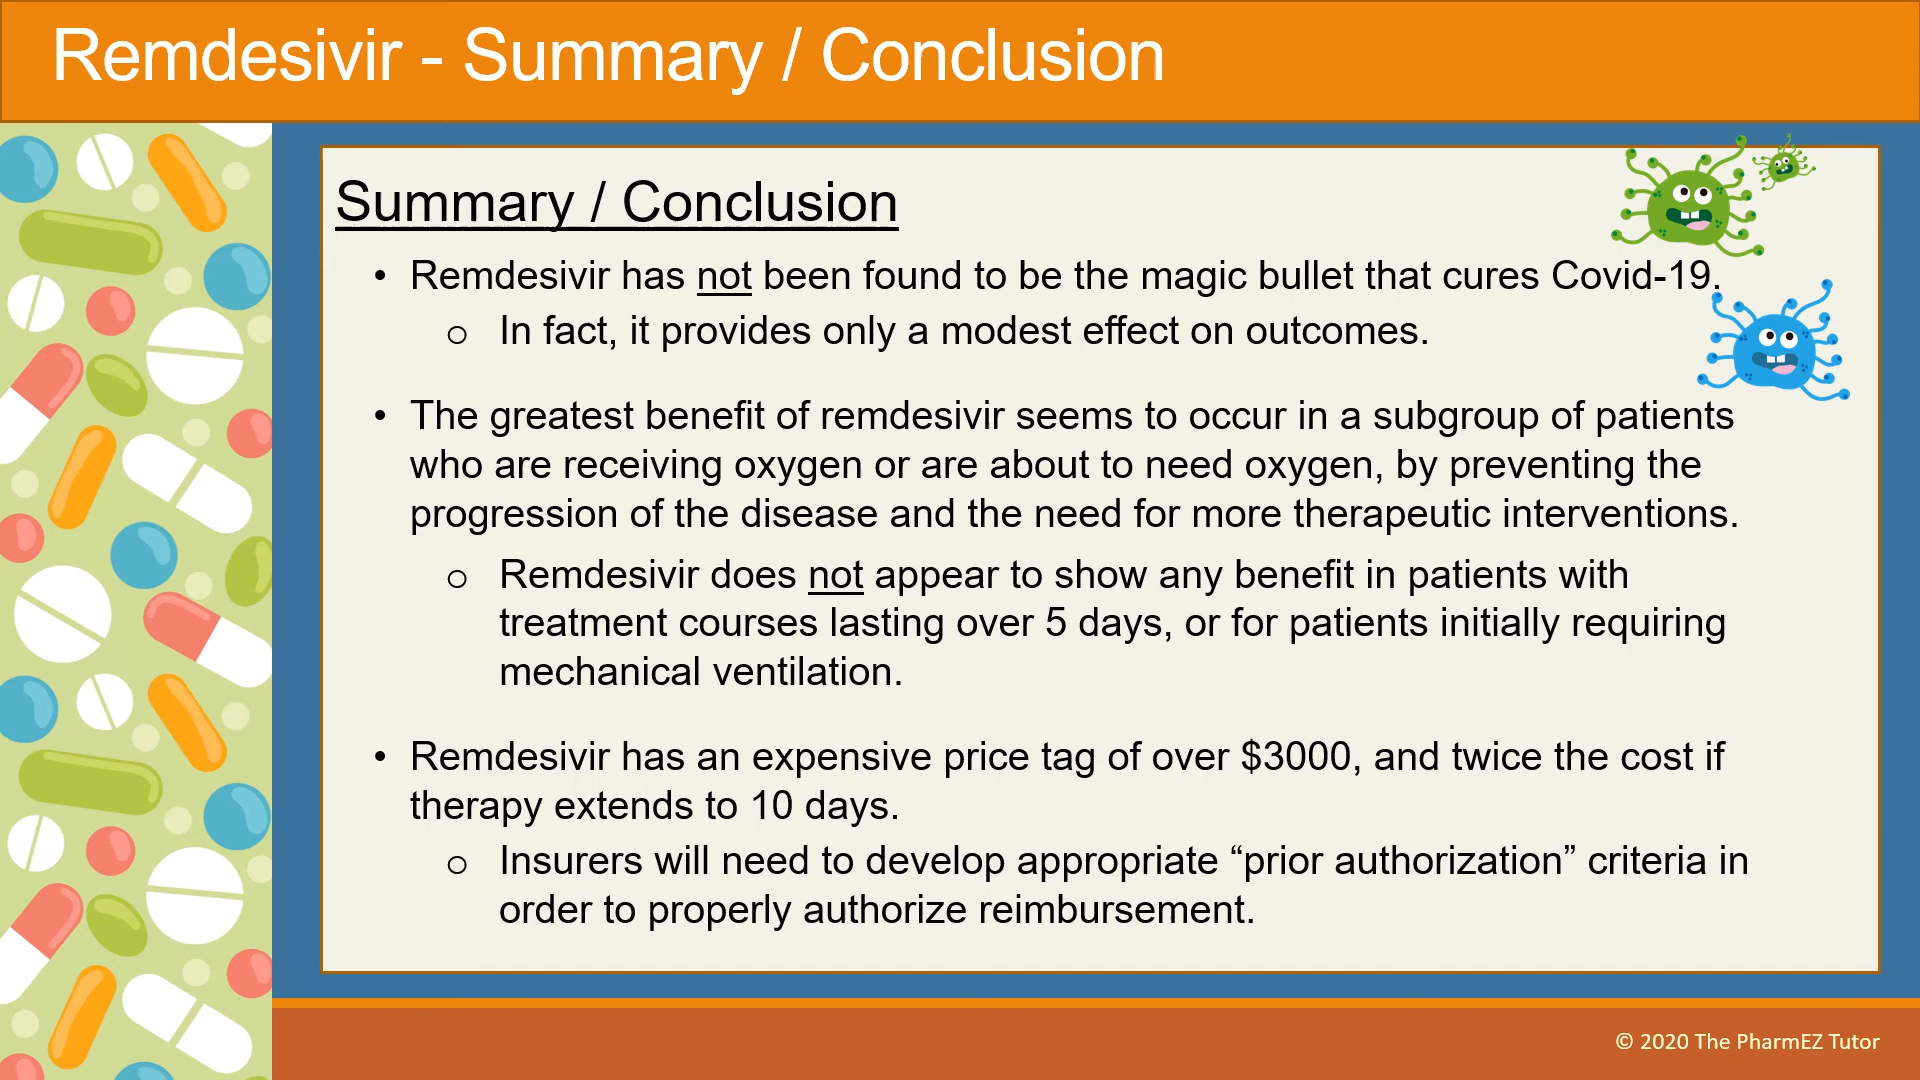 Remdesivir - Summary / Conclusion
Summary / Conclusion
• Remdesivir has not been found to be the magic bullet that cures Covid-19.
o In fact, it provides only a modest effect on outcomes.
• The greatest benefit of remdesivir seems to occur in a subgroup of patients
who are receiving oxygen or are about to need oxygen, by preventing the
progression of the disease and the need for more therapeutic interventions.
o Remdesivir does not appear to show any benefit in patients with
treatment courses lasting over 5 days, or for patients initially requiring
mechanical ventilation.
• Remdesivir has an expensive price tag of over $3000, and twice the cost if
therapy extends to 10 days.
o Insurers will need to develop appropriate “prior authorization” criteria in
order to properly authorize reimbursement.
© 2020 The PharmEZ Tutor